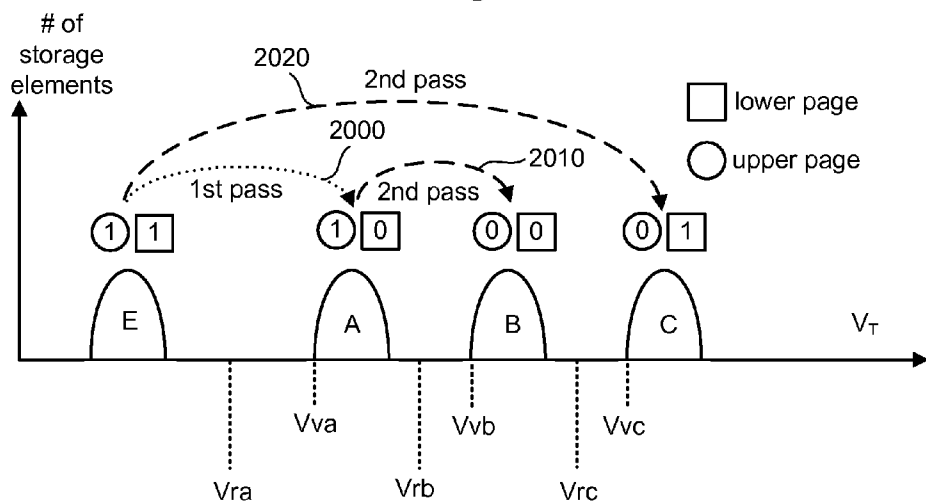 # of
storage
elements
2020
2nd pass
lower page
2000
2010
upper page
1st pass
2nd pass
1 1
1 0
0 0
0 1
E
A
B
C
VT
Vva
Vvb
Vvc
Vra
Vrb
Vrc